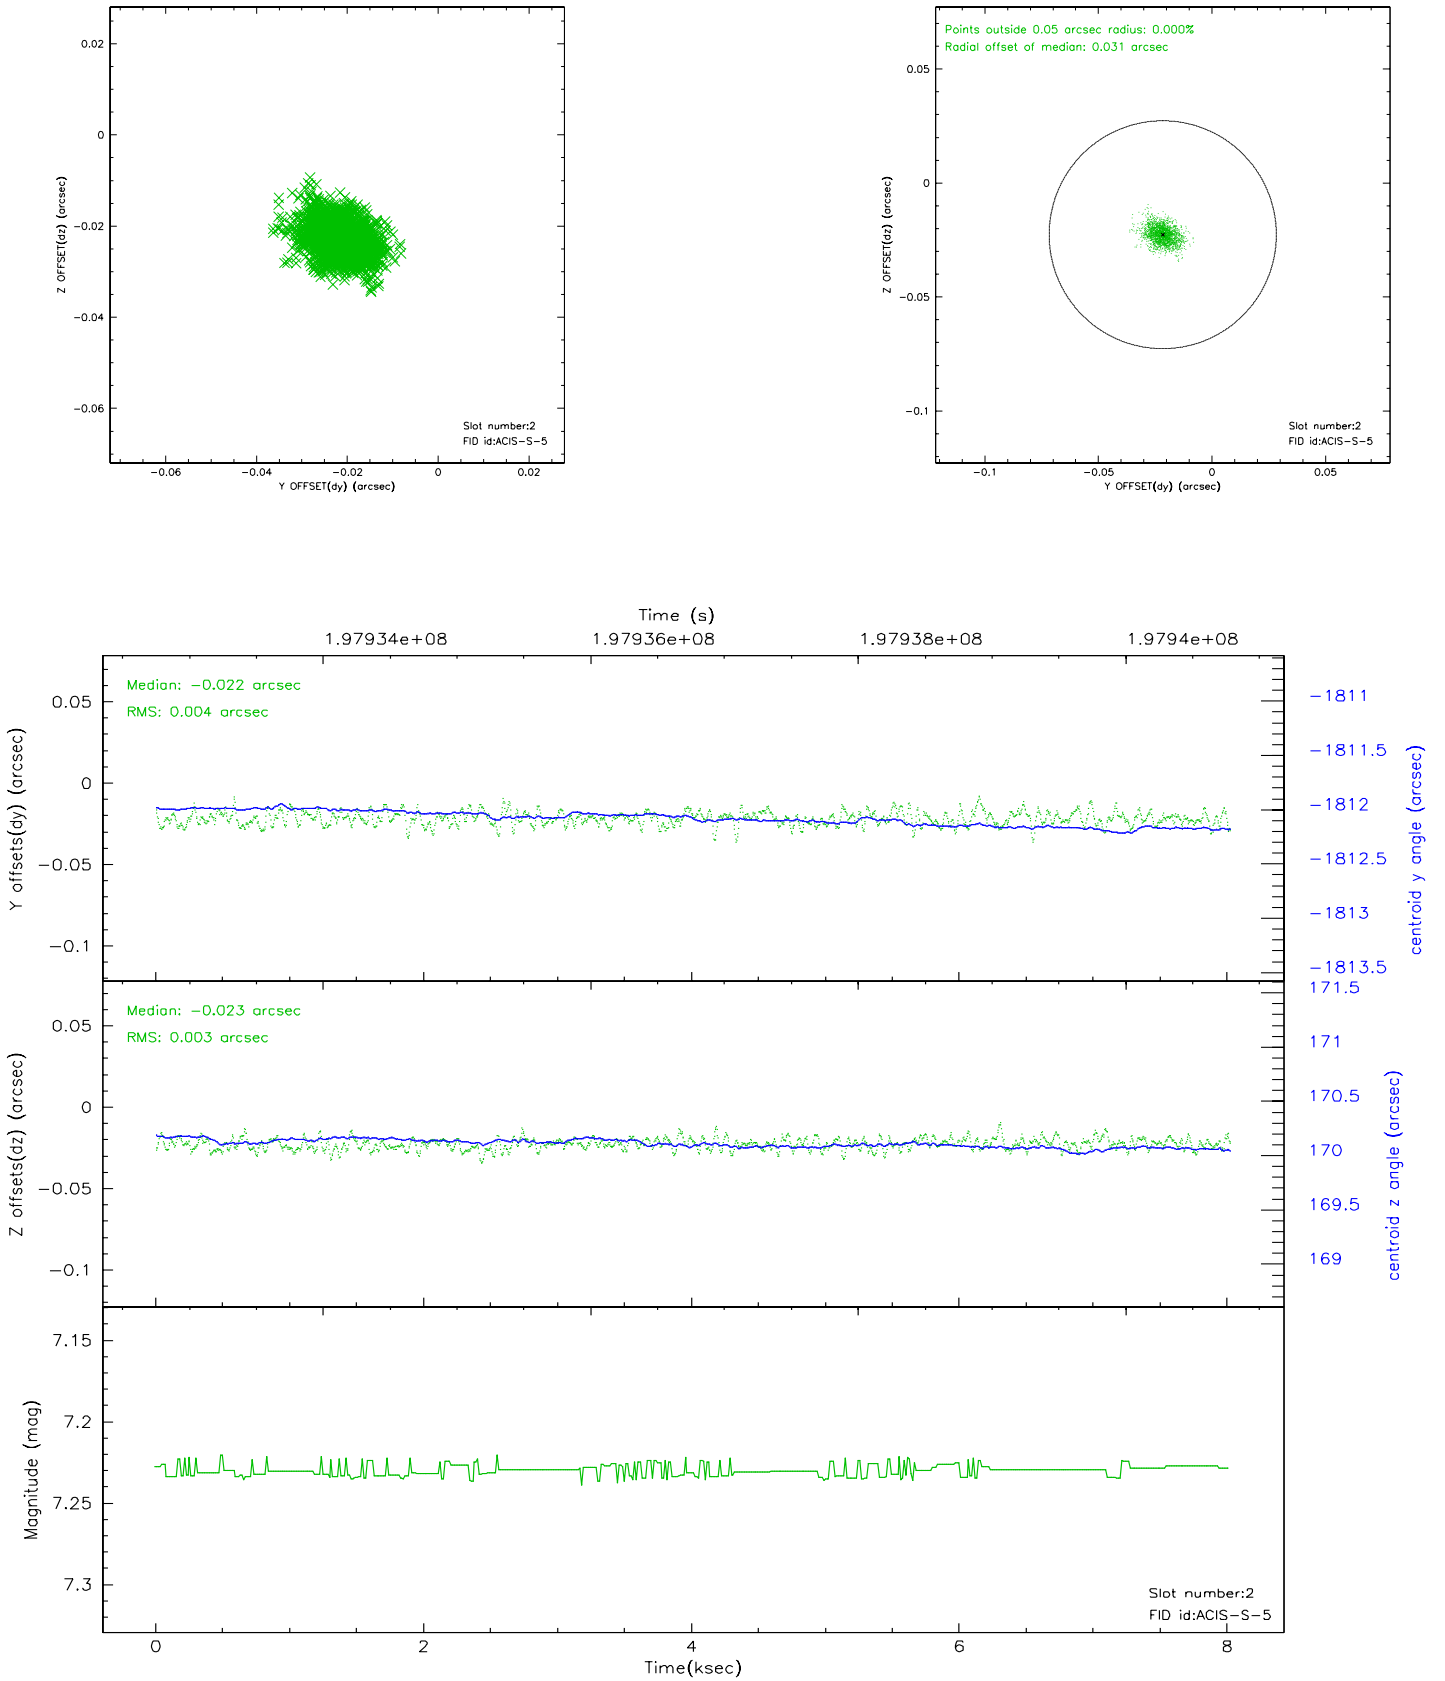 0.02
0
-0.02
-0.04
-0.06
Z OFFSET(dz) (arcsec)
Slot number:2
FID id:ACIS-S-5
-0.06
-0.04
-0.02
0
0.02
Y OFFSET(dy) (arcsec)
Points outside 0.05 arcsec radius: 0.000%
Radial offset of median: 0.031 arcsec
0.05
0
-0.05
-0.1
Z OFFSET(dz) (arcsec)
Slot number:2
FID id:ACIS-S-5
-0.1
-0.05
0
0.05
Y OFFSET(dy) (arcsec)
Time (s)
1.97934e+08
1.97936e+08
1.97938e+08
1.9794e+08
Median: -0.022 arcsec
RMS: 0.004 arcsec
0.05
0
-0.05
-0.1
Y offsets(dy) (arcsec)
-1811
-1811.5
-1812
-1812.5
-1813
-1813.5
centroid y angle (arcsec)
Median: -0.023 arcsec
RMS: 0.003 arcsec
0.05
0
-0.05
-0.1
Z offsets(dz) (arcsec)
171.5
171
170.5
170
169.5
169
centroid z angle (arcsec)
7.15
7.2
7.25
7.3
Magnitude (mag)
Slot number:2
FID id:ACIS-S-5
0
2
4
6
8
Time(ksec)